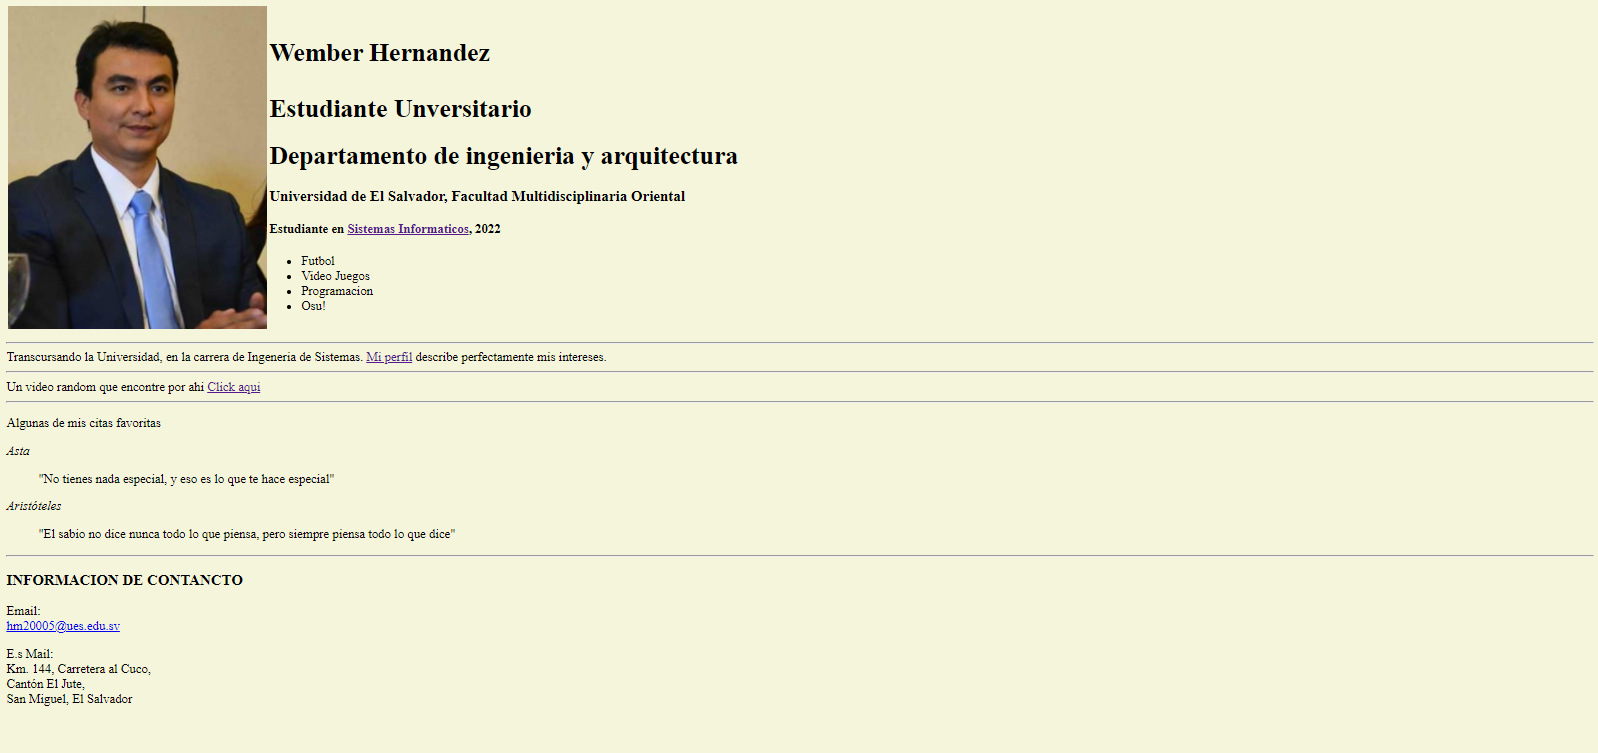 Wember Hernandez
Estudiante Unversitario
Departamento de ingenieria y arquitectura
Universidad de El Salvador, Facultad Multidisciplinaria Oriental
Estudiante en Sistemas Informaticos, 2022
Futbol
Video Juegos
Programacion
Osu!
Transcursando la Universidad, en la carrera de Ingeneria de Sistemas. Mi perfil describe perfectamente mis intereses.
Un video random que encontre por ahi Click aqui
Algunas de mis citas favoritas
Asta
"No tienes nada especial, y eso es lo que te hace especial"
Aristóteles
"El sabio no dice nunca todo lo que piensa, pero siempre piensa todo lo que dice"
INFORMACION DE CONTANCTO
Email:
hm20005@ues.edu.sv
E.s Mail:
Km. 144, Carretera al Cuco,
Cantón El Jute,
San Miguel, El Salvador